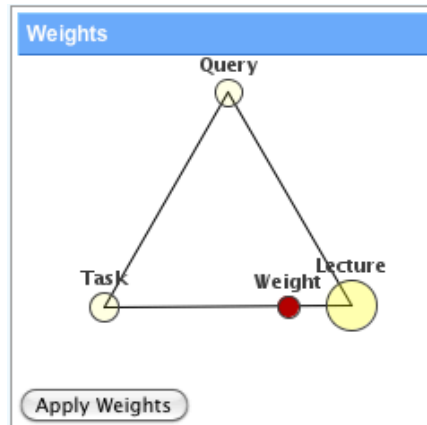 Weights
Query
Task
Weight
Lecture
Apply Weights